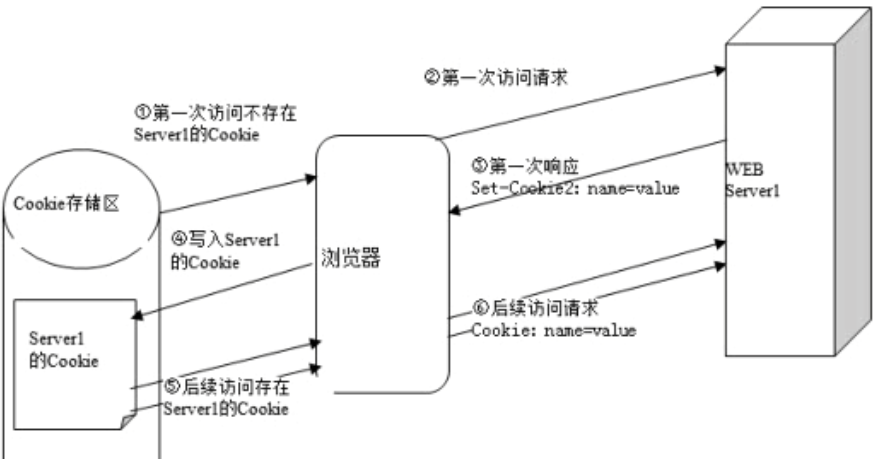 ②第一次访问请求
①第一次访问不存在
Server1的Cookie
③第一次响应
Set-Cookie2: name=value
WEB
Server1
Cookie存储区
④写入Server1
的Cookie
浏览器
⑥后续访问请求
Cookie: name=value
Server1
的Cookie
⑤后续访问存在
Server1的Cookie